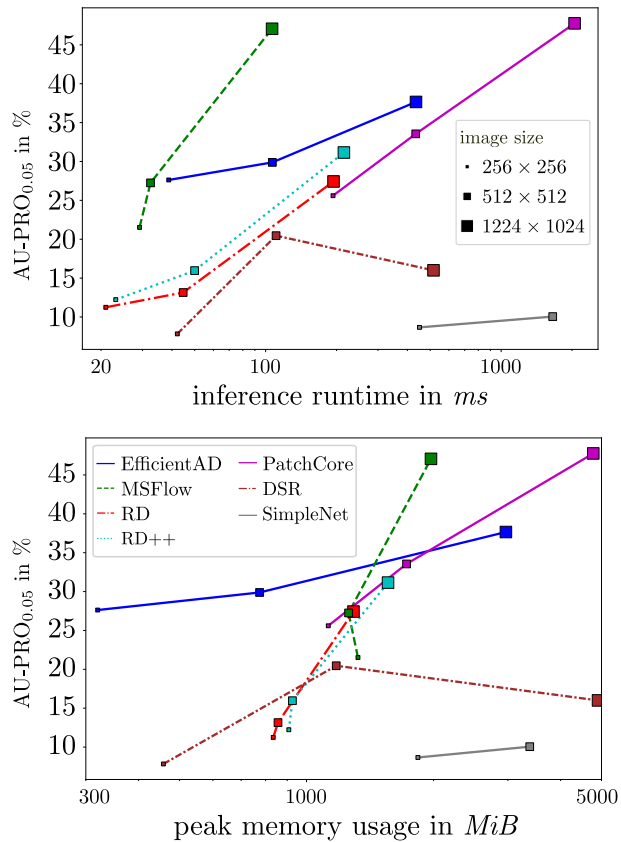 45
40
35
30
25
20
15
10
AU-PRO0.05 in %
image size
256 × 256
512 × 512
1224 × 1024
20
100
1000
inference runtime in ms
45
40
35
30
25
20
15
10
AU-PRO0.05 in %
EfficientAD
MSFlow
RD
RD++
PatchCore
DSR
SimpleNet
300
1000
5000
peak memory usage in MiB